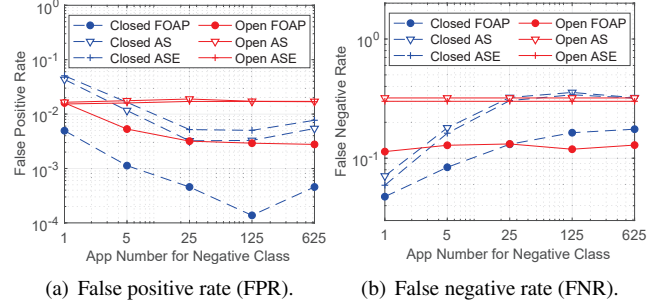 10^0
10^-1
10^-2
10^-3
10^-4
False Positive Rate
Closed FOAP
Closed AS
Closed ASE
Open FOAP
Open AS
Open ASE
1 5 25 125 625
App Number for Negative Class
(a) False positive rate (FPR).
10^0
10^-1
False Negative Rate
Closed FOAP
Closed AS
Closed ASE
Open FOAP
Open AS
Open ASE
1 5 25 125 625
App Number for Negative Class
(b) False negative rate (FNR).